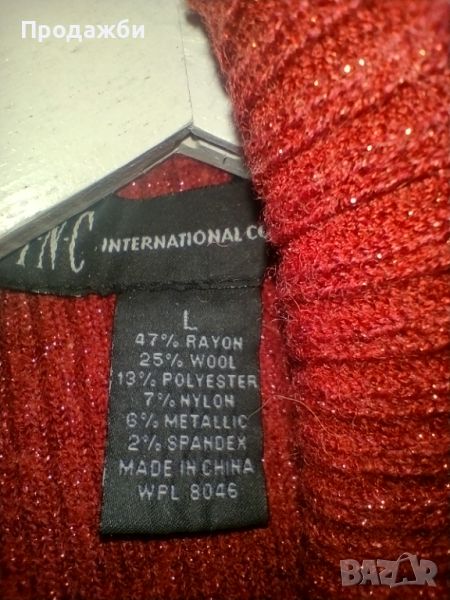 Продажби
I·N·C INTERNATIONAL CO
L
47% RAYON
25% WOOL
13% POLYESTER
7% NYLON
6% METALLIC
2% SPANDEX
MADE IN CHINA
WPL 8046
BAZAR